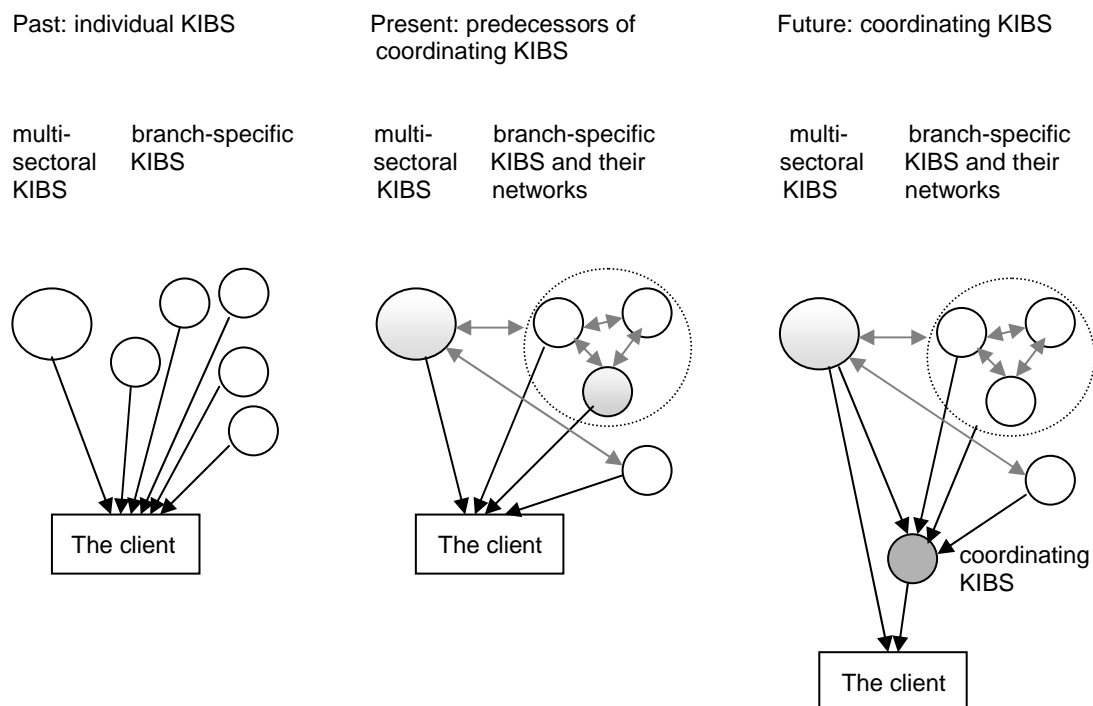 Past: individual KIBS
Present: predecessors of
coordinating KIBS
Future: coordinating KIBS
multi-
sectoral
KIBS
branch-specific
KIBS
multi-
sectoral
KIBS
branch-specific
KIBS and their
networks
multi-
sectoral
KIBS
branch-specific
KIBS and their
networks
The client
The client
coordinating
KIBS
The client